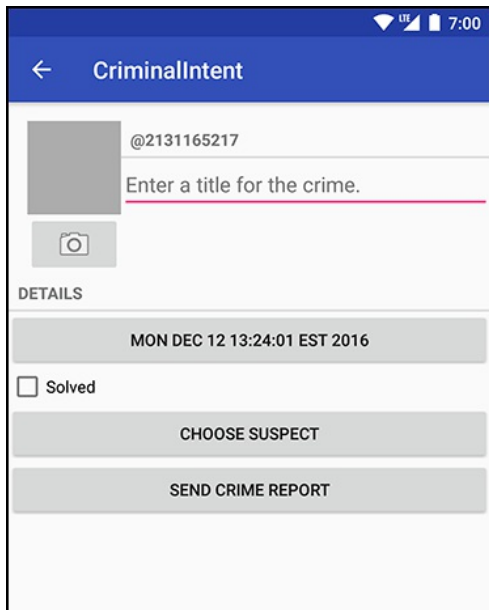 LTE 7:00
CriminalIntent
@2131165217
Enter a title for the crime.
DETAILS
MON DEC 12 13:24:01 EST 2016
Solved
CHOOSE SUSPECT
SEND CRIME REPORT